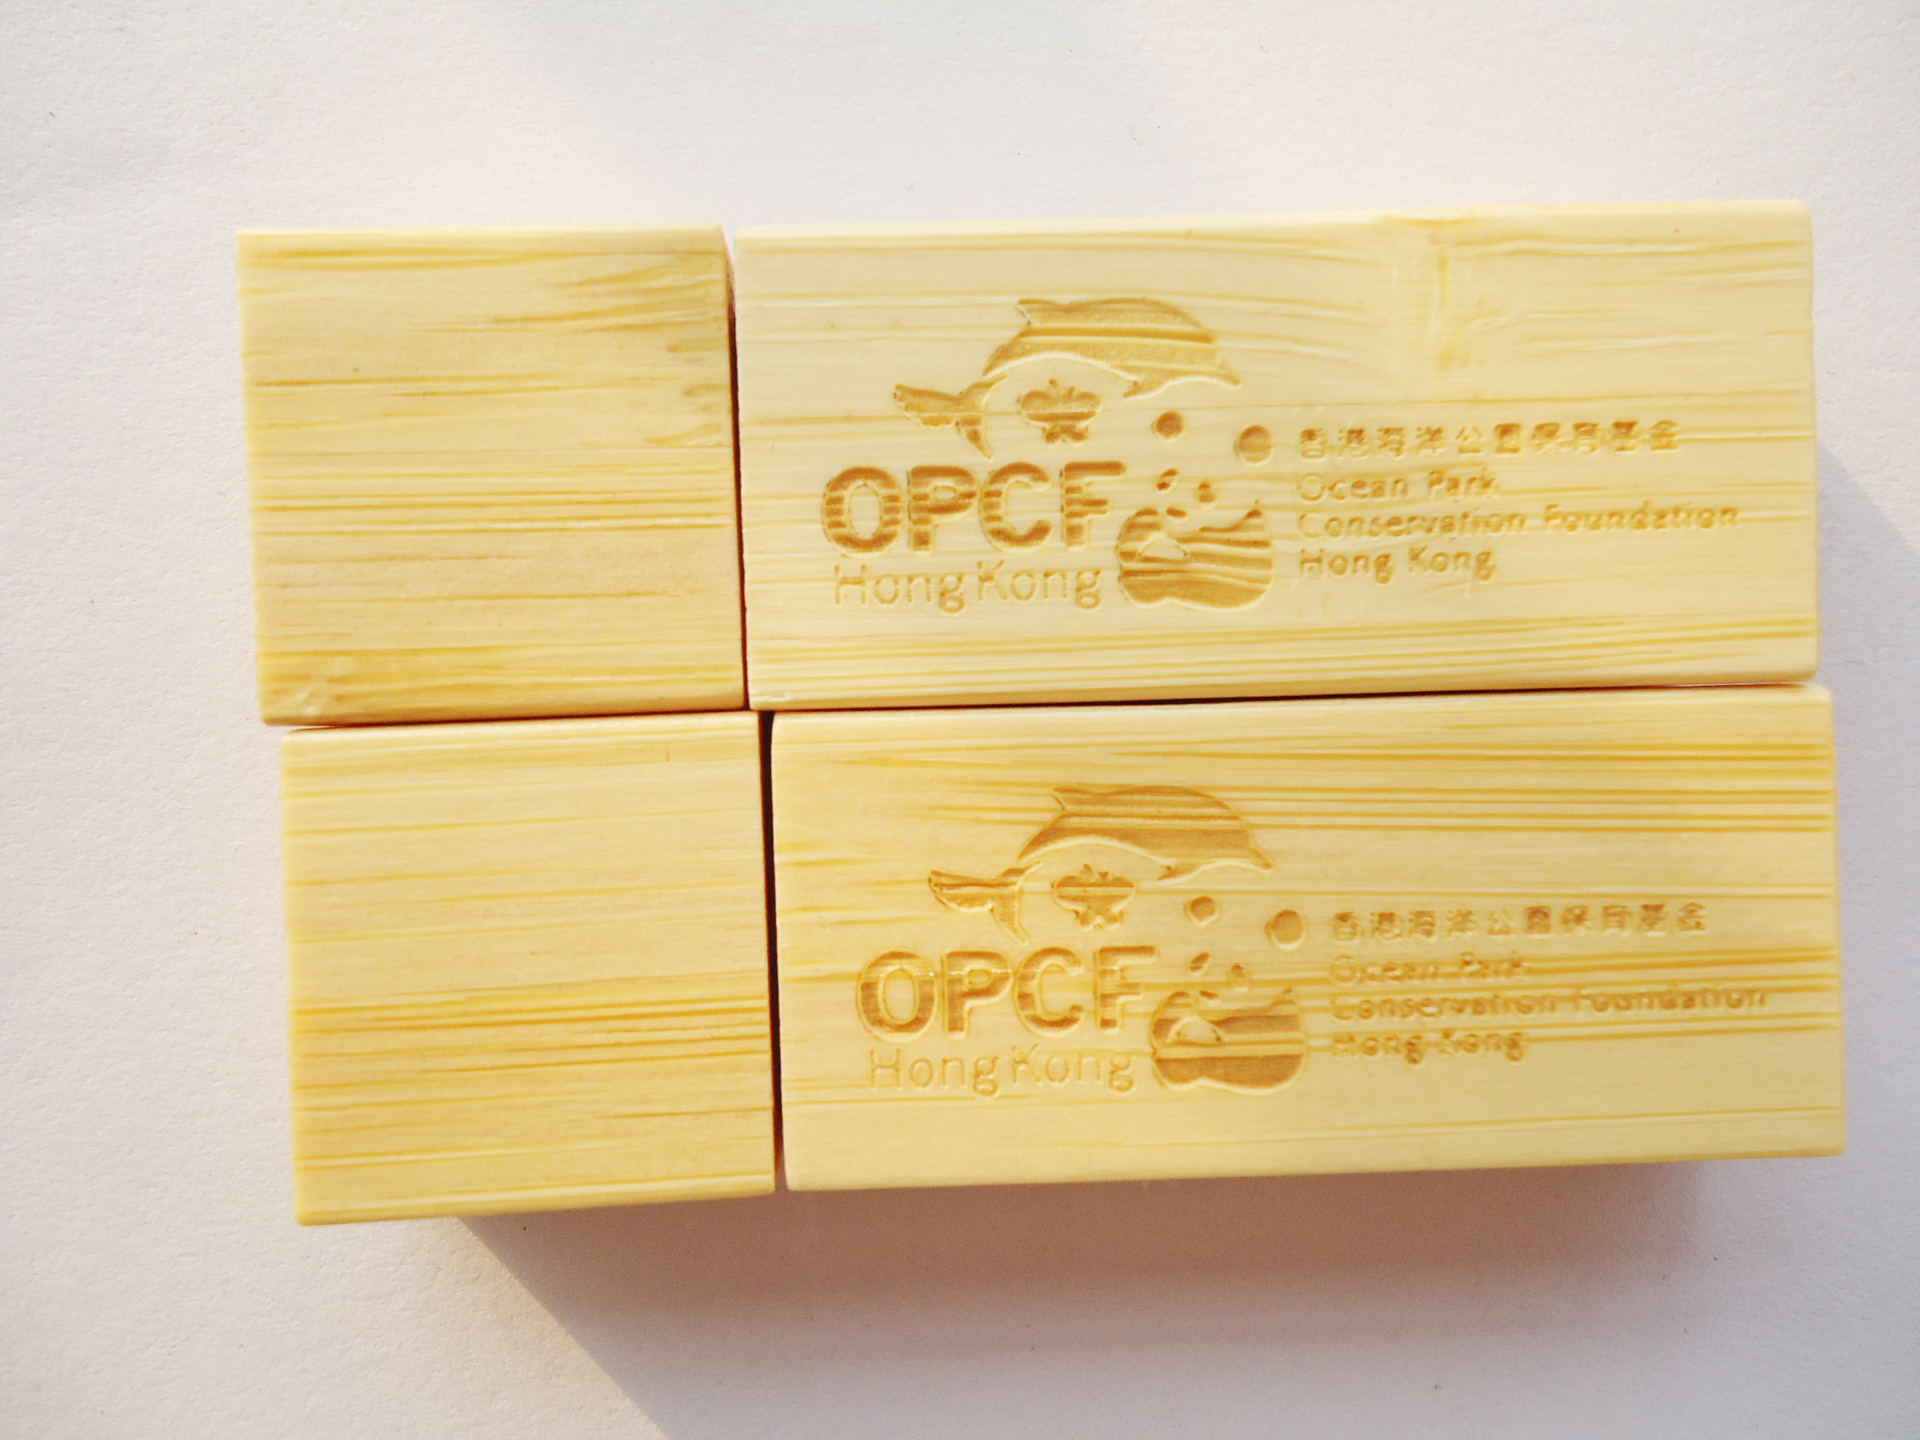 OPCF
Hong Kong
香港海洋公園保育基金
Ocean Park
Conservation Foundation
Hong Kong
OPCF
Hong Kong
香港海洋公園保育基金
Ocean Park
Conservation Foundation
Hong Kong